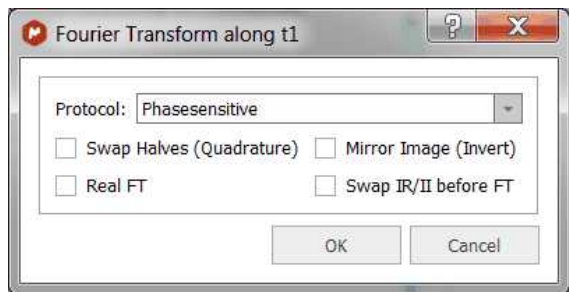 Fourier Transform along t1
?
X
Protocol: Phasesensitive
Swap Halves (Quadrature) Mirror Image (Invert)
Real FT Swap IR/II before FT
OK Cancel